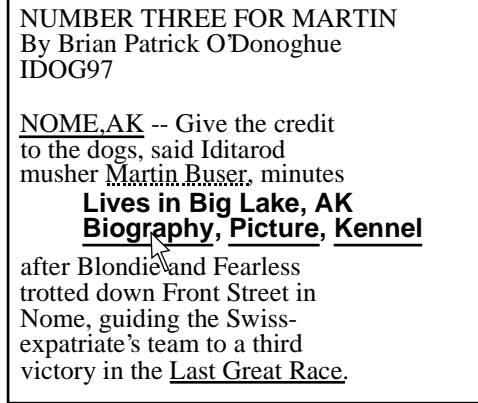 NUMBER THREE FOR MARTIN
By Brian Patrick O'Donoghue
IDOG97
NOME,AK -- Give the credit
to the dogs, said Iditarod
musher Martin Buser, minutes
Lives in Big Lake, AK
Biography, Picture, Kennel
after Blondie and Fearless
trotted down Front Street in
Nome, guiding the Swiss-
expatriate's team to a third
victory in the Last Great Race.